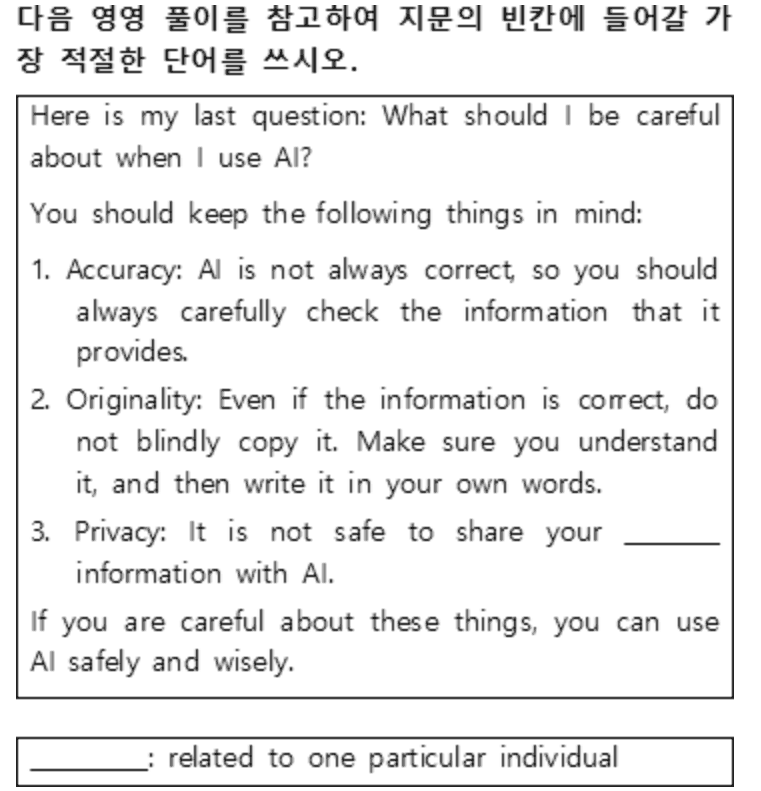 다음 영영 풀이를 참고하여 지문의 빈칸에 들어갈 가
장 적절한 단어를 쓰시오.
Here is my last question: What should I be careful
about when I use AI?
You should keep the following things in mind:
1. Accuracy: AI is not always correct, so you should
always carefully check the information that it
provides.
2. Originality: Even if the information is correct, do
not blindly copy it. Make sure you understand
it, and then write it in your own words.
3. Privacy: It is not safe to share your ______
information with AI.
If you are careful about these things, you can use
AI safely and wisely.
________: related to one particular individual